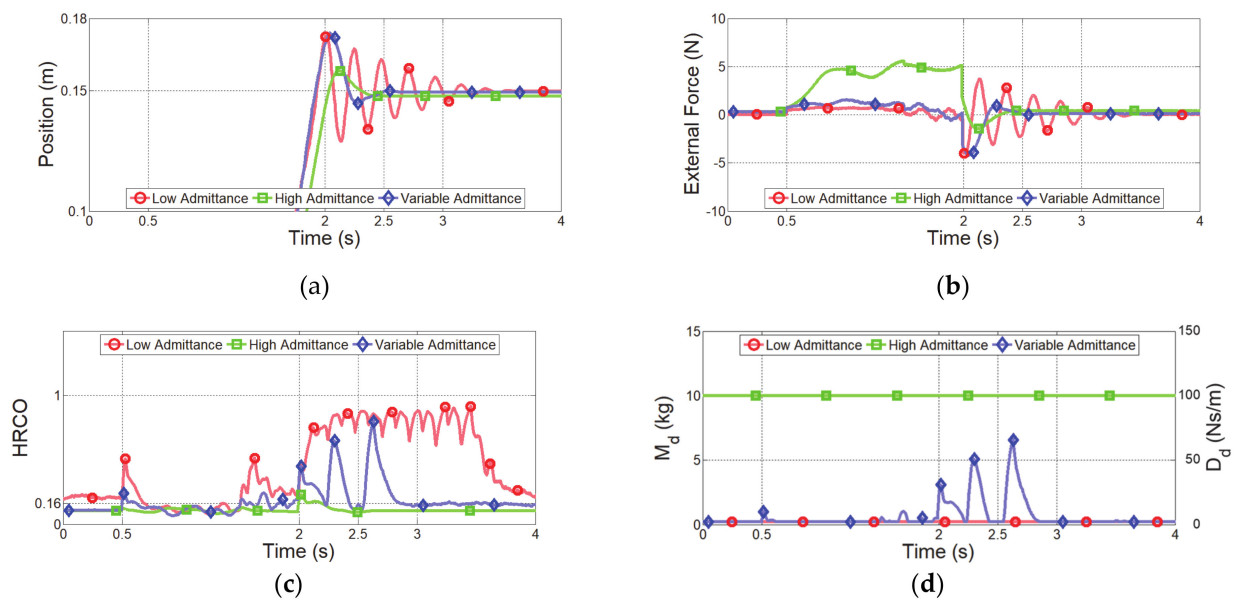 0.18
0.15
0.1
Position (m)
Low Admittance High Admittance Variable Admittance
0 0.5 2 2.5 3 4
Time (s)
(a)
10
5
0
-5
-10
External Force (N)
Low Admittance High Admittance Variable Admittance
0 0.5 2 2.5 3 4
Time (s)
(b)
1
0.16
0
HRCO
Low Admittance High Admittance Variable Admittance
0 0.5 2 2.5 3 4
Time (s)
(c)
15
10
5
0
M_d (kg)
Low Admittance High Admittance Variable Admittance
150
100
50
0
D_d (Ns/m)
0 0.5 2 2.5 3 4
Time (s)
(d)